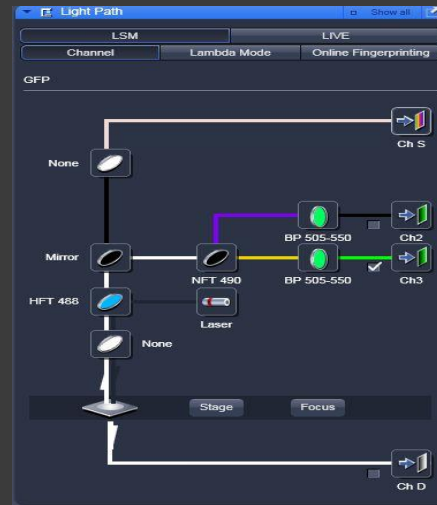 Light Path
Show all
LSM LIVE
Channel Lambda Mode Online Fingerprinting
GFP
Ch S
None
BP 505-550 Ch2
Mirror NFT 490 BP 505-550 Ch3
HFT 488
Laser
None
Stage Focus
Ch D